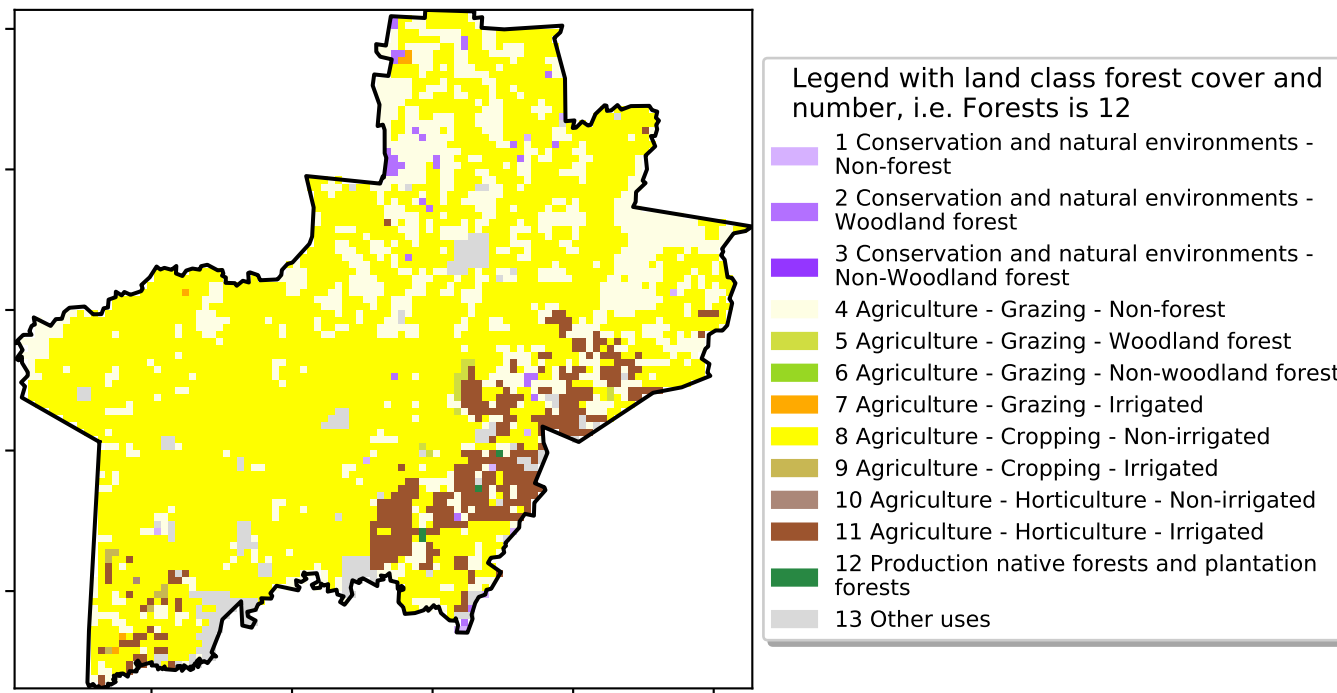 Legend with land class forest cover and
number, i.e. Forests is 12
1 Conservation and natural environments -
Non-forest
2 Conservation and natural environments -
Woodland forest
3 Conservation and natural environments -
Non-Woodland forest
4 Agriculture - Grazing - Non-forest
5 Agriculture - Grazing - Woodland forest
6 Agriculture - Grazing - Non-woodland forest
7 Agriculture - Grazing - Irrigated
8 Agriculture - Cropping - Non-irrigated
9 Agriculture - Cropping - Irrigated
10 Agriculture - Horticulture - Non-irrigated
11 Agriculture - Horticulture - Irrigated
12 Production native forests and plantation
forests
13 Other uses